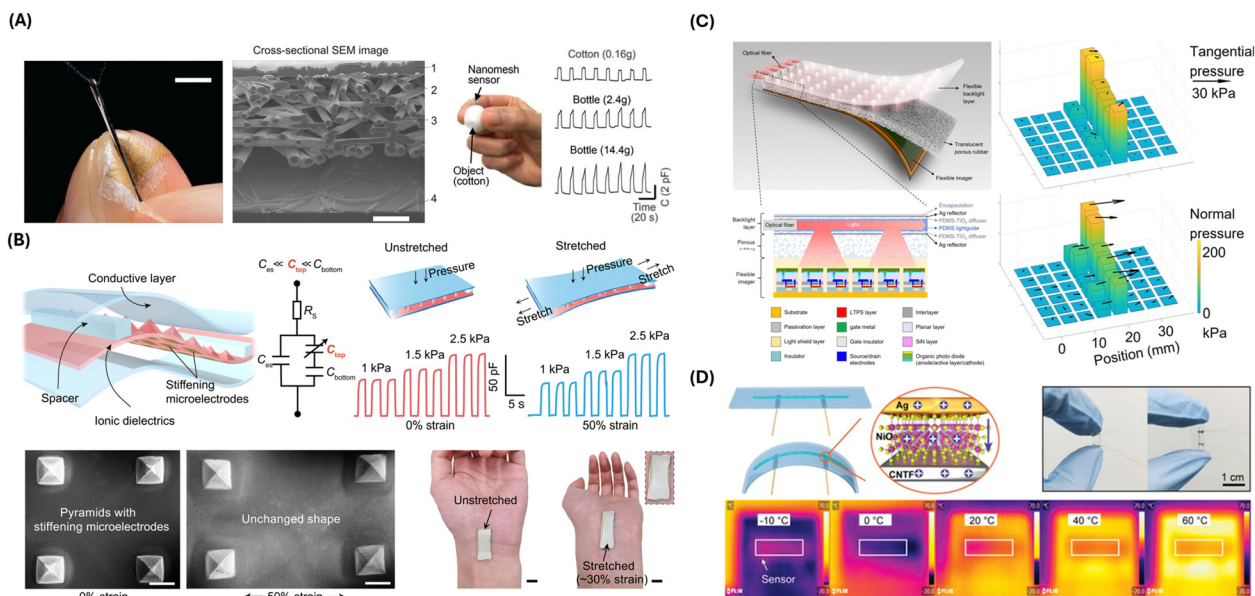 (A)
Cross-sectional SEM image
1
2
3
4
Nanomesh
sensor
Object
(cotton)
Cotton (0.16g)
Bottle (2.4g)
Bottle (14.4g)
C (2 pF)
Time
(20 s)
(B)
Conductive layer
Spacer
Ionic dielectrics
Stiffening
microelectrodes
Ces ≪ Ctop ≪ Cbottom
RS
Ces
Ctop
Cbottom
Unstretched
Pressure
Stretched
Pressure
Stretch
Stretch
1 kPa
1.5 kPa
2.5 kPa
0% strain
50 pF
5 s
1 kPa
1.5 kPa
2.5 kPa
50% strain
Pyramids with
stiffening microelectrodes
0% strain
Unchanged shape
50% strain
Unstretched
Stretched
(~30% strain)
(C)
Optical fiber
Flexible
backlight
layer
Translucent
porous rubber
Flexible imager
Backlight
layer
Porous
Flexible
imager
Optical fiber
Light
Encapsulation
Ag reflector
PDMS-TiO₂ diffuser
PDMS lightguide
PDMS-TiO₂ diffuser
Ag reflector
Substrate
Passivation layer
Light shield layer
Insulator
LTPS layer
gate metal
Gate insulator
Source/drain
electrodes
Interlayer
Planar layer
SiN layer
Organic photo diode
(anode/active layer/cathode)
Tangential
pressure
30 kPa
Normal
pressure
200
0
kPa
0
10
20
30
Position (mm)
(D)
Ag
NiO
CNTF
1 cm
-10 °C
Sensor
0 °C
20 °C
40 °C
60 °C
FLIR
FLIR
FLIR
FLIR
FLIR